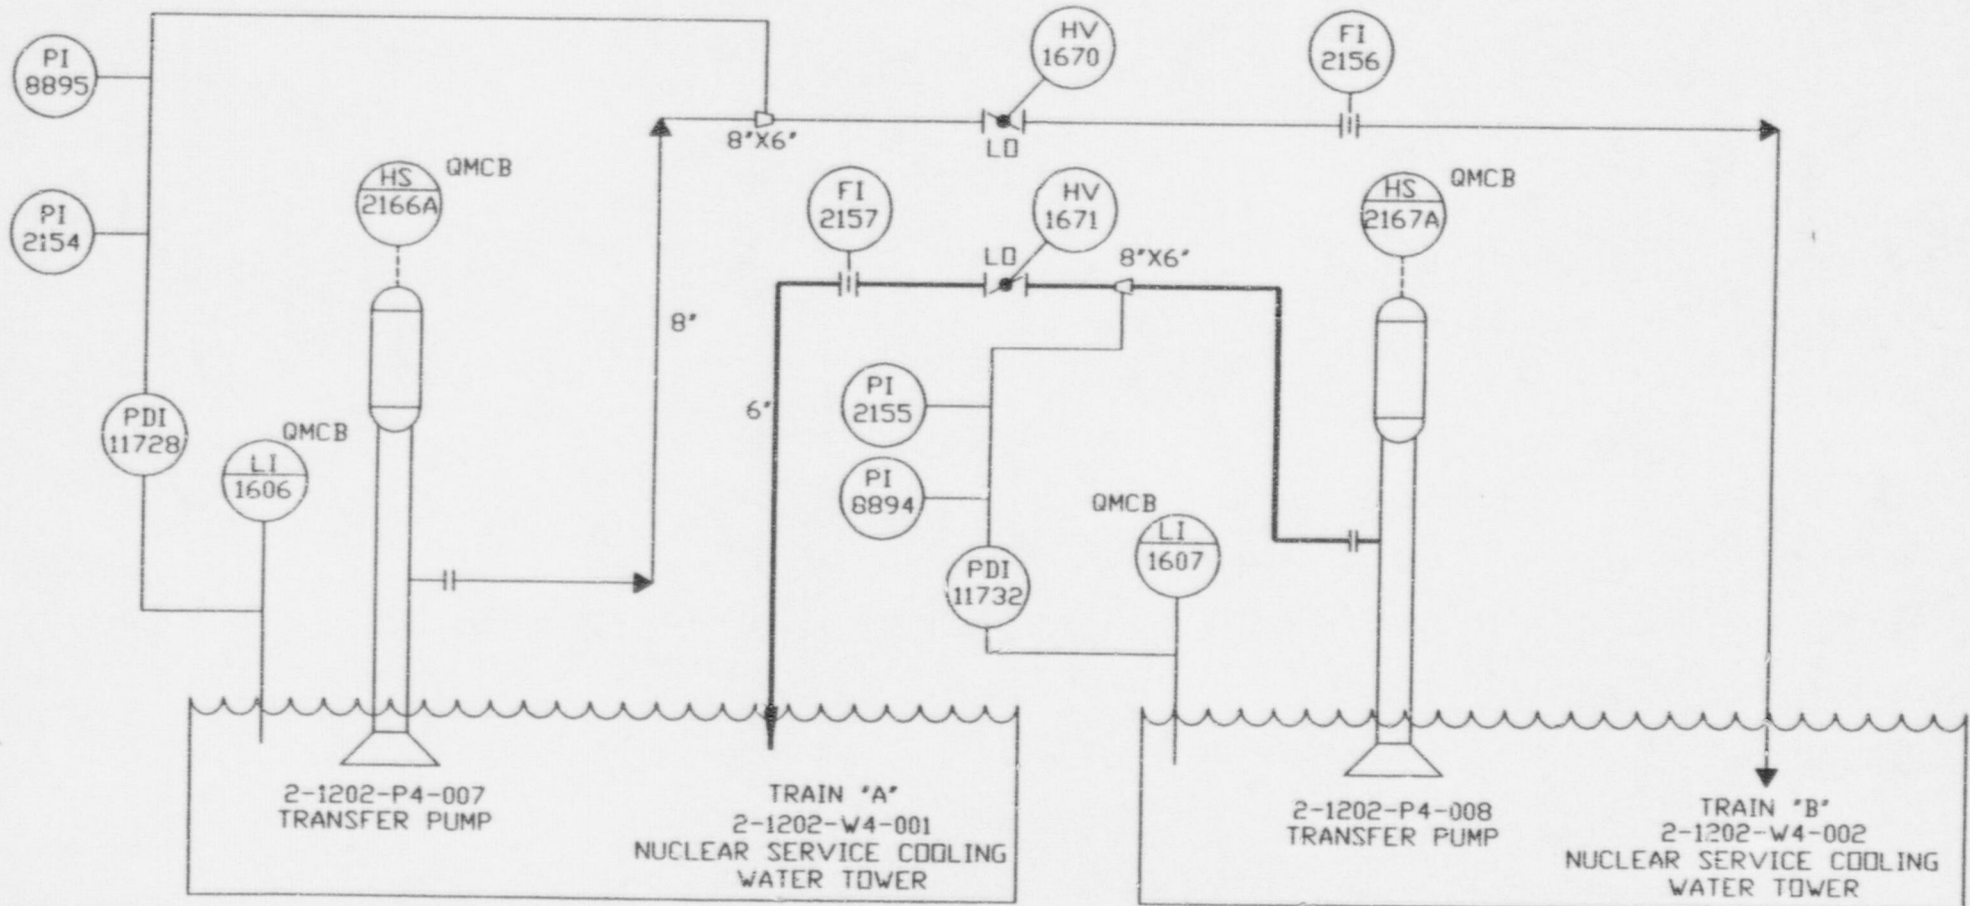 PI
8895
HV
1670
FI
2156
8"X6"
LO
HS
2166A
QMCB
PI
2154
FI
2157
HV
1671
HS
2167A
QMCB
LO
8"X6"
8"
6"
PI
2155
PDI
11728
QMCB
LI
1606
PI
8894
QMCB
LI
1607
PDI
11732
2-1202-P4-007
TRANSFER PUMP
TRAIN "A"
2-1202-W4-001
NUCLEAR SERVICE COOLING
WATER TOWER
2-1202-P4-008
TRANSFER PUMP
TRAIN "B"
2-1202-W4-002
NUCLEAR SERVICE COOLING
WATER TOWER